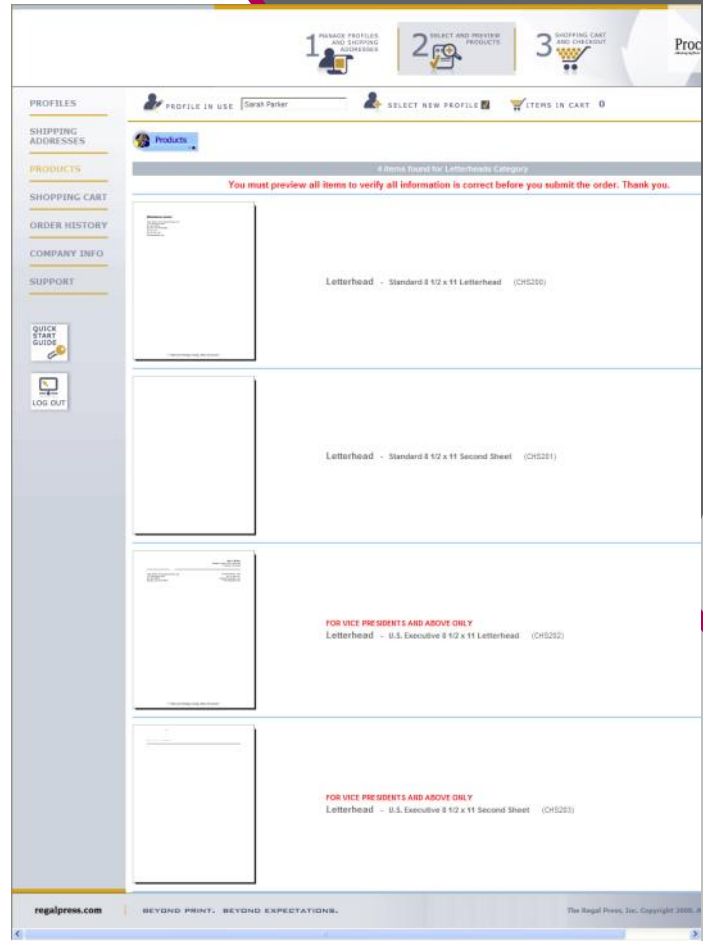 1 MANAGE PROFILES
AND SHIPPING
ADDRESSES
2 SELECT AND PREVIEW
PRODUCTS
3 SHOPPING CART
AND CHECKOUT
Proc
PROFILES
SHIPPING
ADDRESSES
PRODUCTS
SHOPPING CART
ORDER HISTORY
COMPANY INFO
SUPPORT
QUICK
START
GUIDE
LOG OUT
PROFILE IN USE Sarah Parker SELECT NEW PROFILE ITEMS IN CART 0
Products
4 items found for Letterheads Category
You must preview all items to verify all information is correct before you submit the order. Thank you.
Letterhead - Standard 8 1/2 x 11 Letterhead (CHS200)
Letterhead - Standard 8 1/2 x 11 Second Sheet (CHS201)
FOR VICE PRESIDENTS AND ABOVE ONLY
Letterhead - U.S. Executive 8 1/2 x 11 Letterhead (CHS202)
FOR VICE PRESIDENTS AND ABOVE ONLY
Letterhead - U.S. Executive 8 1/2 x 11 Second Sheet (CHS203)
regalpress.com BEYOND PRINT. BEYOND EXPECTATIONS. The Regal Press, Inc. Copyright 2008. A